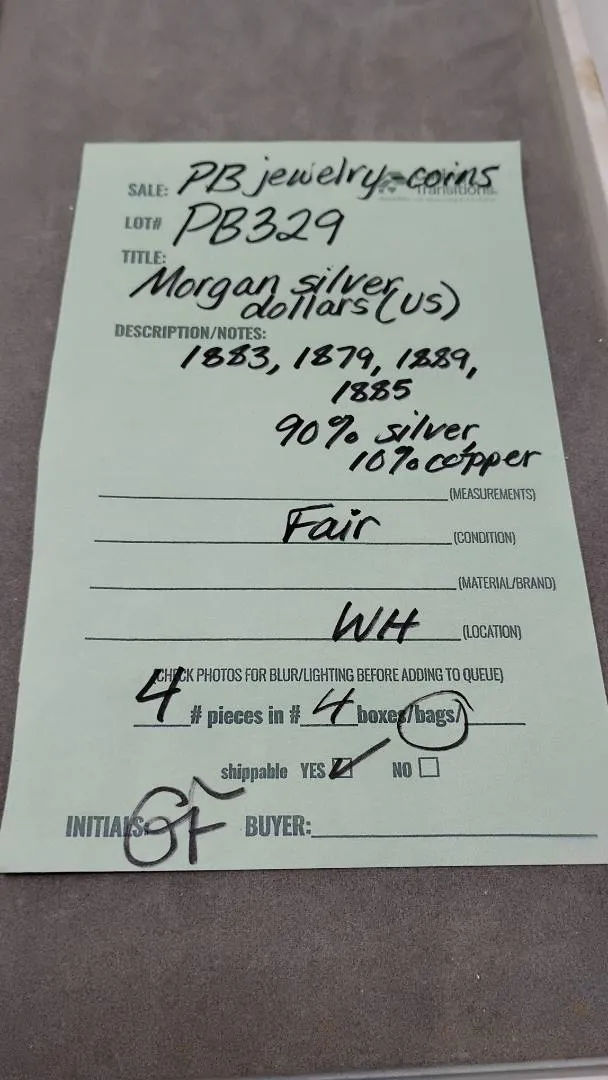 SALE: PB jewelry-coins
Transitions
LOT# PB329
TITLE:
Morgan silver
dollars (US)
DESCRIPTION/NOTES:
1883, 1879, 1889,
1885
90% silver
10% copper
(MEASUREMENTS)
Fair (CONDITION)
(MATERIAL/BRAND)
WH (LOCATION)
(CHECK PHOTOS FOR BLUR/LIGHTING BEFORE ADDING TO QUEUE)
4 # pieces in # 4 boxes/bags/
shippable YES NO
INITIALS: GF BUYER: